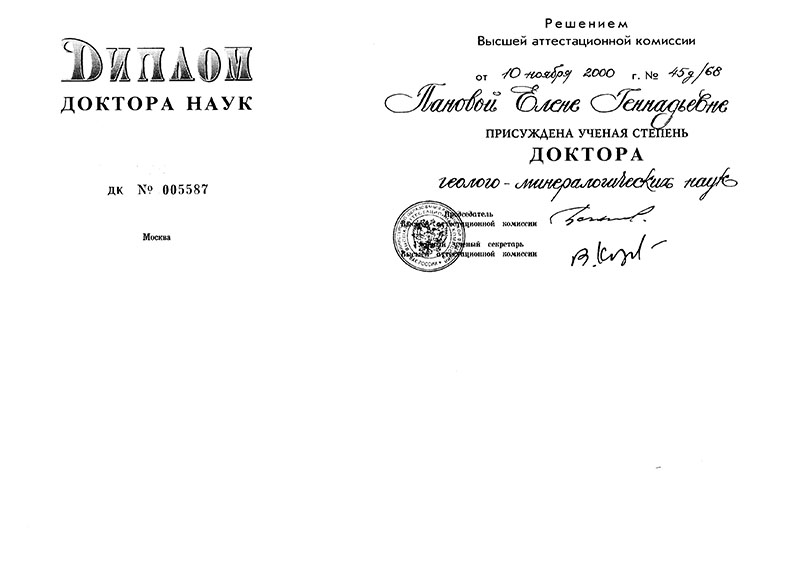 ДИПЛОМ
ДОКТОРА НАУК
ДК № 005587
Москва
Решением
Высшей аттестационной комиссии
от 10 ноября 2000 г. № 45д/68
Пановой Елене Геннадьевне
ПРИСУЖДЕНА УЧЕНАЯ СТЕПЕНЬ
ДОКТОРА
геолого-минералогических наук
Председатель
Высшей аттестационной комиссии
Главный ученый секретарь
Высшей аттестационной комиссии